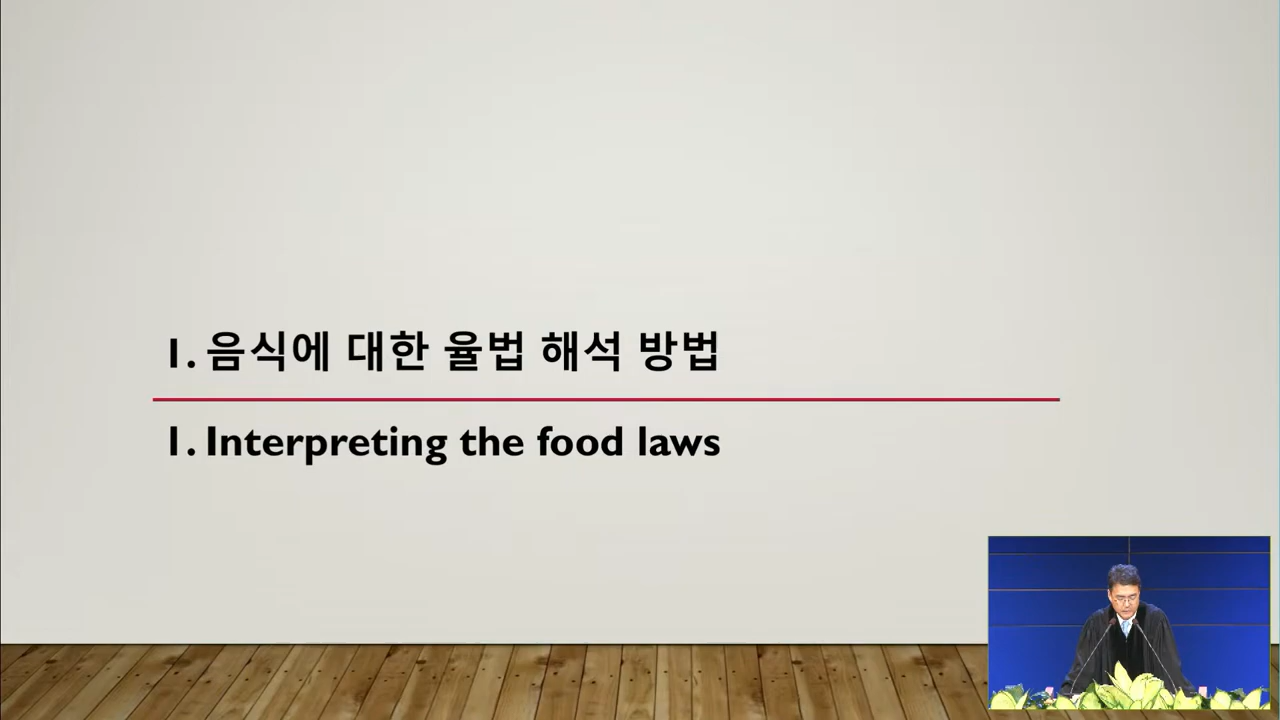 1. 음식에 대한 율법 해석 방법
1. Interpreting the food laws